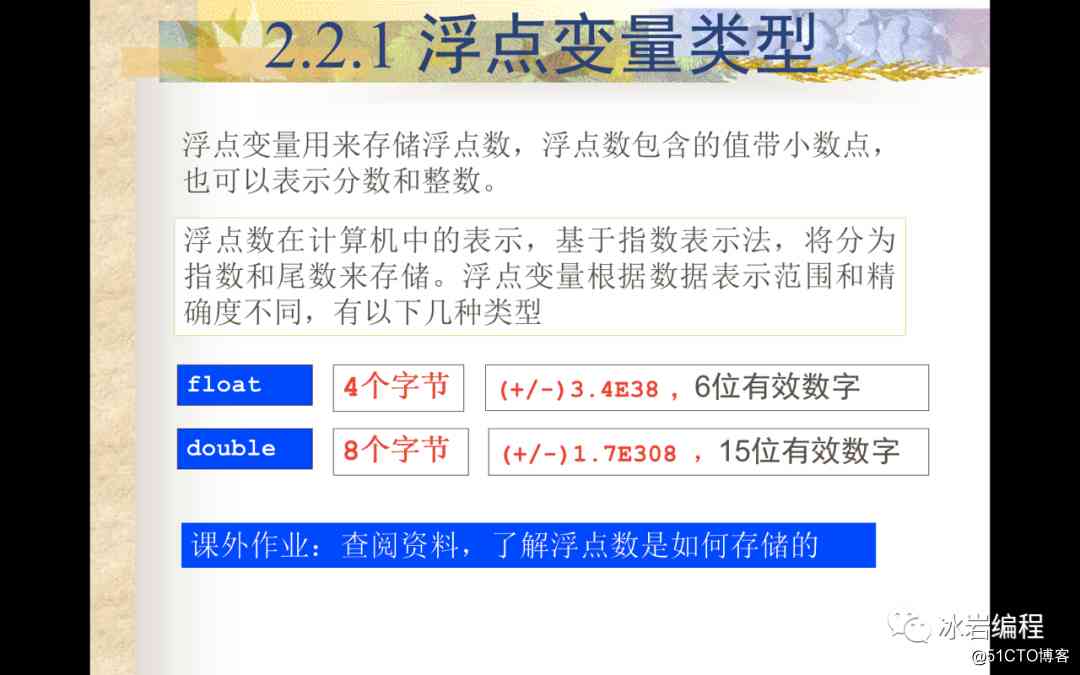 2.2.1 浮点变量类型
浮点变量用来存储浮点数，浮点数包含的值带小数点，
也可以表示分数和整数。
浮点数在计算机中的表示，基于指数表示法，将分为
指数和尾数来存储。浮点变量根据数据表示范围和精
确度不同，有以下几种类型
float 4个字节 (+/-)3.4E38 ，6位有效数字
double 8个字节 (+/-)1.7E308 ，15位有效数字
课外作业：查阅资料，了解浮点数是如何存储的
冰岩编程
@51CTO博客